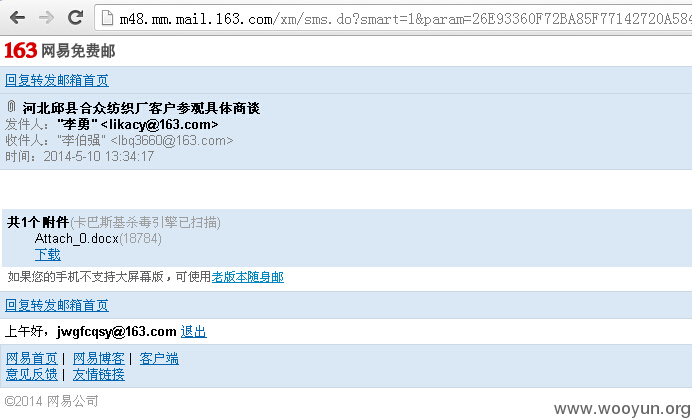 m48.mm.mail.163.com/xm/sms.do?smart=1&param=26E93360F72BA85F77142720A584
163 网易免费邮
回复转发邮箱首页
河北邱县合众纺织厂客户参观具体商谈
发件人："李勇" <likacy@163.com>
收件人："李伯强" <lbq3660@163.com>
时间：2014-5-10 13:34:17
共1个附件(卡巴斯基杀毒引擎已扫描)
Attach_0.docx(18784)
下载
如果您的手机不支持大屏幕版，可使用老版本随身邮
回复转发邮箱首页
上午好，jwgfcqsy@163.com 退出
网易首页 | 网易博客 | 客户端
意见反馈 | 友情链接
©2014 网易公司
www.wooyun.org